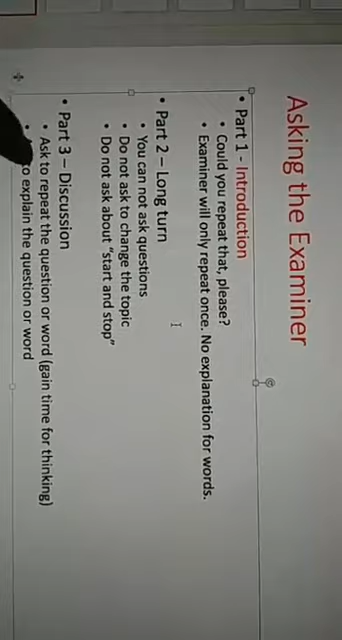 Asking the Examiner
• Part 1 - Introduction
• Could you repeat that, please?
• Examiner will only repeat once. No explanation for words.
• Part 2 – Long turn
• You can not ask questions
• Do not ask to change the topic
• Do not ask about "start and stop"
• Part 3 – Discussion
• Ask to repeat the question or word (gain time for thinking)
to explain the question or word